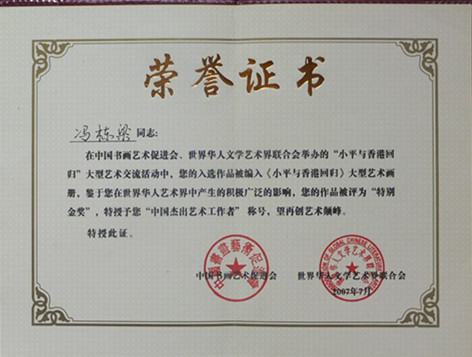 荣誉证书
冯栋梁同志：
在中国书画艺术促进会、世界华人文学艺术界联合会举办的“小平与香港回
归”大型艺术交流活动中，您的入选作品被编入《小平与香港回归》大型艺术画
册，鉴于您在世界华人艺术界中产生的积极广泛的影响，您的作品被评为“特别
金奖”，特授予您“中国杰出艺术工作者”称号，望再创艺术颠峰。
特授此证。
中国书画艺术促进会 世界华人文学艺术界联合会
2007年7月